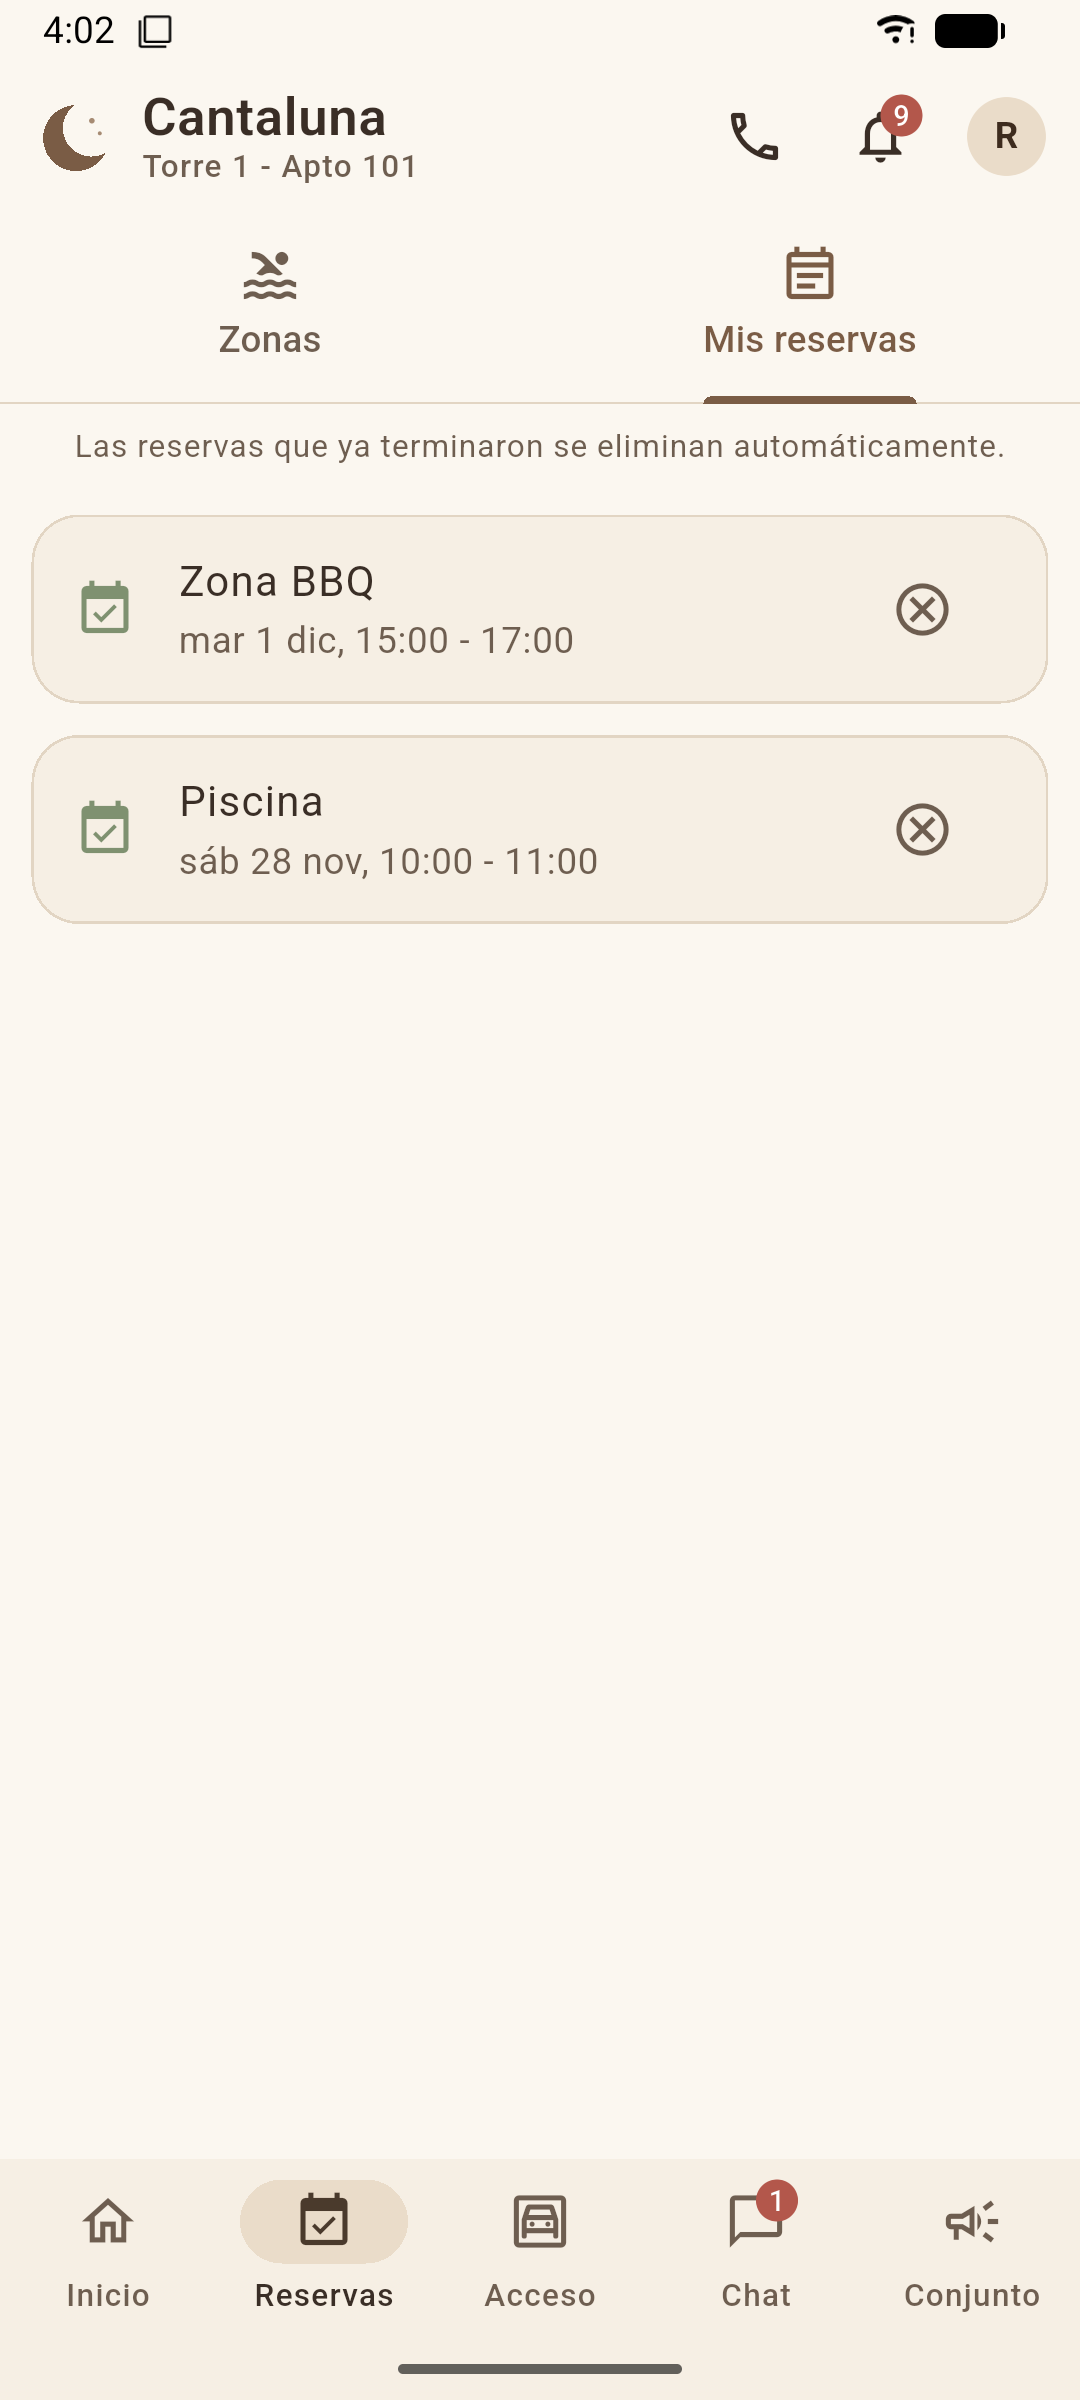 4:02
Cantaluna
9
R
Torre 1 - Apto 101
Zonas
Mis reservas
Las reservas que ya terminaron se eliminan automáticamente.
Zona BBQ
mar 1 dic, 15:00 - 17:00
Piscina
sáb 28 nov, 10:00 - 11:00
1
Inicio
Reservas
Acceso
Chat
Conjunto